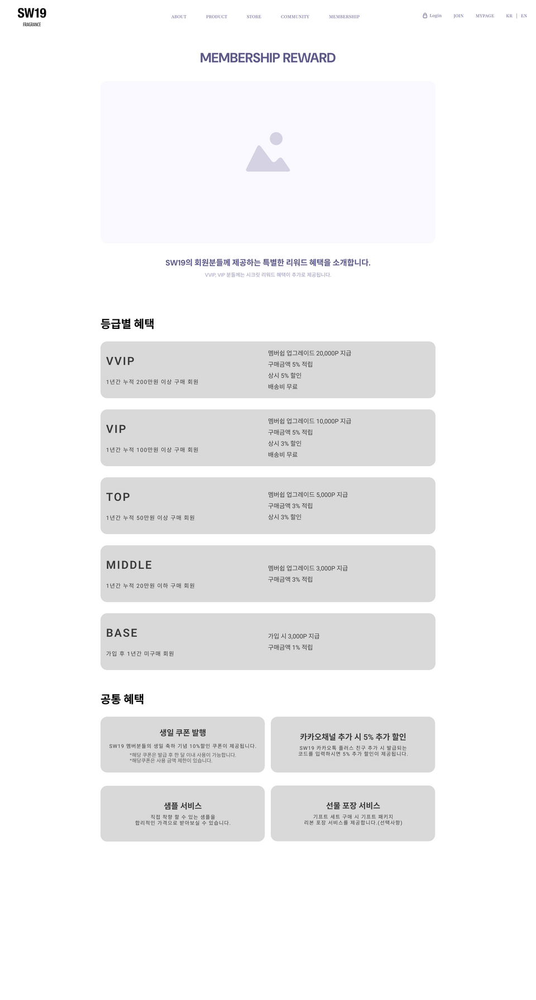 SW19
FRAGRANCE
ABOUT
PRODUCT
STORE
COMMUNITY
MEMBERSHIP
Login
JOIN
MYPAGE
KR | EN
MEMBERSHIP REWARD
SW19의 회원분들께 제공하는 특별한 리워드 혜택을 소개합니다.
VVIP, VIP 분들께는 시크릿 리워드 혜택이 추가로 제공됩니다.
등급별 혜택
VVIP
1년간 누적 200만원 이상 구매 회원
멤버쉽 업그레이드 20,000P 지급
구매금액 5% 적립
상시 5% 할인
배송비 무료
VIP
1년간 누적 100만원 이상 구매 회원
멤버쉽 업그레이드 10,000P 지급
구매금액 5% 적립
상시 3% 할인
배송비 무료
TOP
1년간 누적 50만원 이상 구매 회원
멤버쉽 업그레이드 5,000P 지급
구매금액 3% 적립
상시 3% 할인
MIDDLE
1년간 누적 20만원 이하 구매 회원
멤버쉽 업그레이드 3,000P 지급
구매금액 3% 적립
BASE
가입 후 1년간 미구매 회원
가입 시 3,000P 지급
구매금액 1% 적립
공통 혜택
생일 쿠폰 발행
SW19 멤버분들의 생일 축하 기념 10%할인 쿠폰이 제공됩니다.
*해당 쿠폰은 발급 후 한 달 이내 사용이 가능합니다.
*해당쿠폰은 사용 금액 제한이 있습니다.
카카오채널 추가 시 5% 추가 할인
SW19 카카오톡 플러스 친구 추가 시 발급되는
코드를 입력하시면 5% 추가 할인이 제공됩니다.
샘플 서비스
직접 착향 할 수 있는 샘플을
합리적인 가격으로 받아보실 수 있습니다.
선물 포장 서비스
기프트 세트 구매 시 기프트 패키지
리본 포장 서비스를 제공합니다.(선택사항)